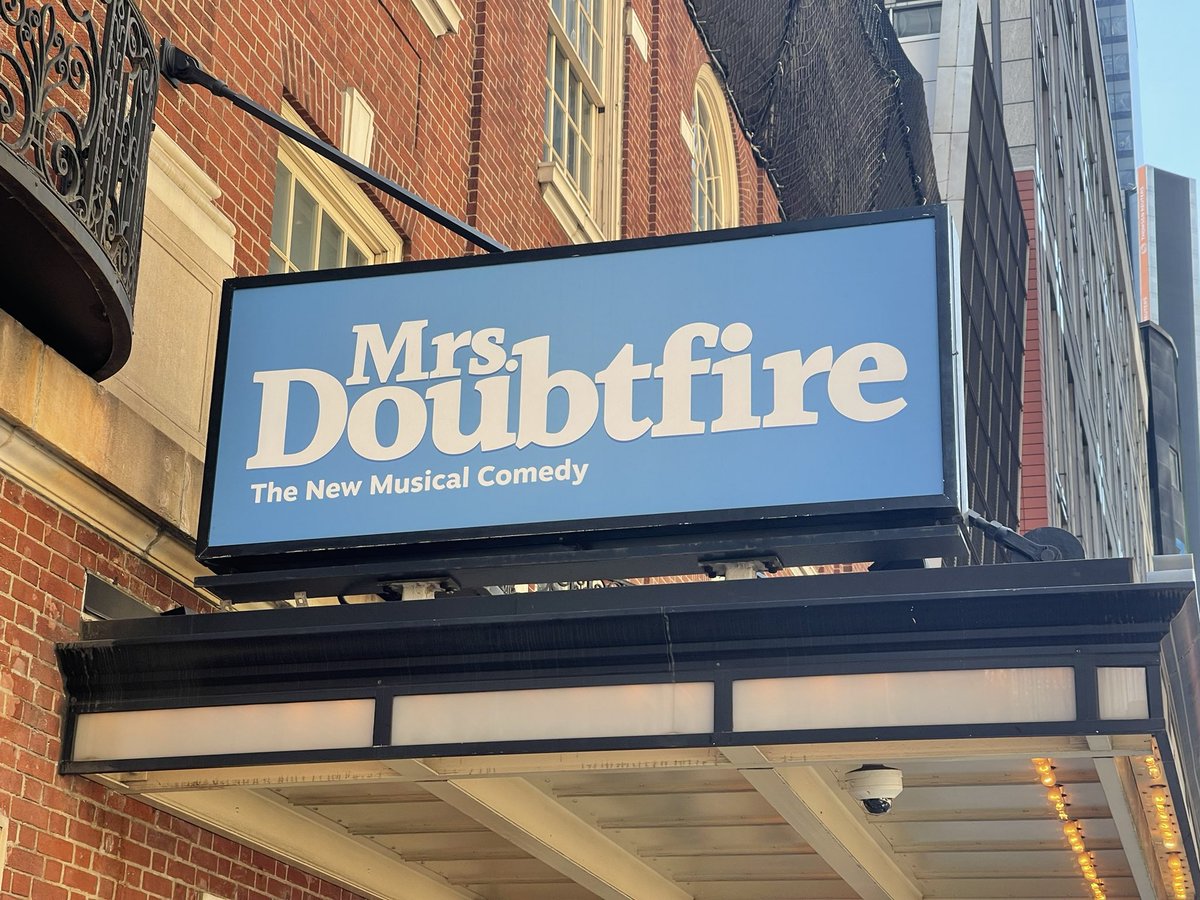 Mrs.
Doubtfire
The New Musical Comedy